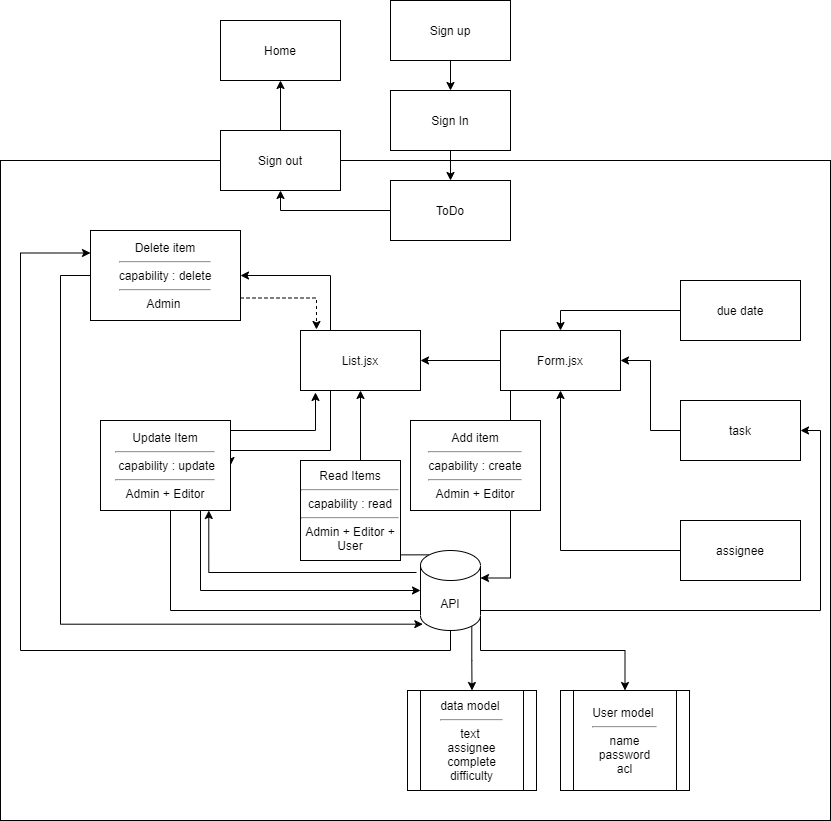 Sign up
Home
Sign In
Sign out
ToDo
Delete item
capability : delete
Admin
due date
List.jsx
Form.jsx
task
Update Item
capability : update
Admin + Editor
Add item
capability : create
Admin + Editor
Read Items
capability : read
Admin + Editor +
User
assignee
API
data model
text
assignee
complete
difficulty
User model
name
password
acl